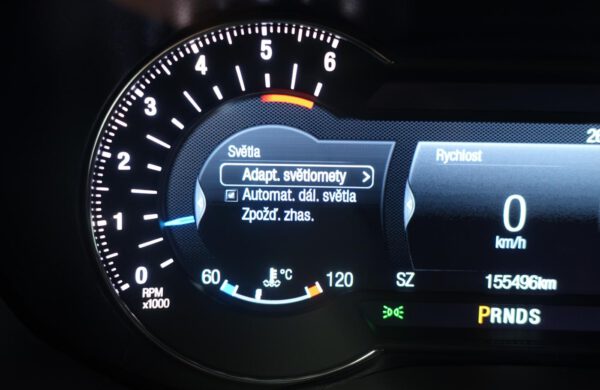 6
5
4
3
2
1
0
RPM
x1000
Světla
Adapt. světlomety >
Automat. dál. světla
Zpožď. zhas.
60 °C 120
26
Rychlost
0
km/h
SZ 155496km
PRNDS